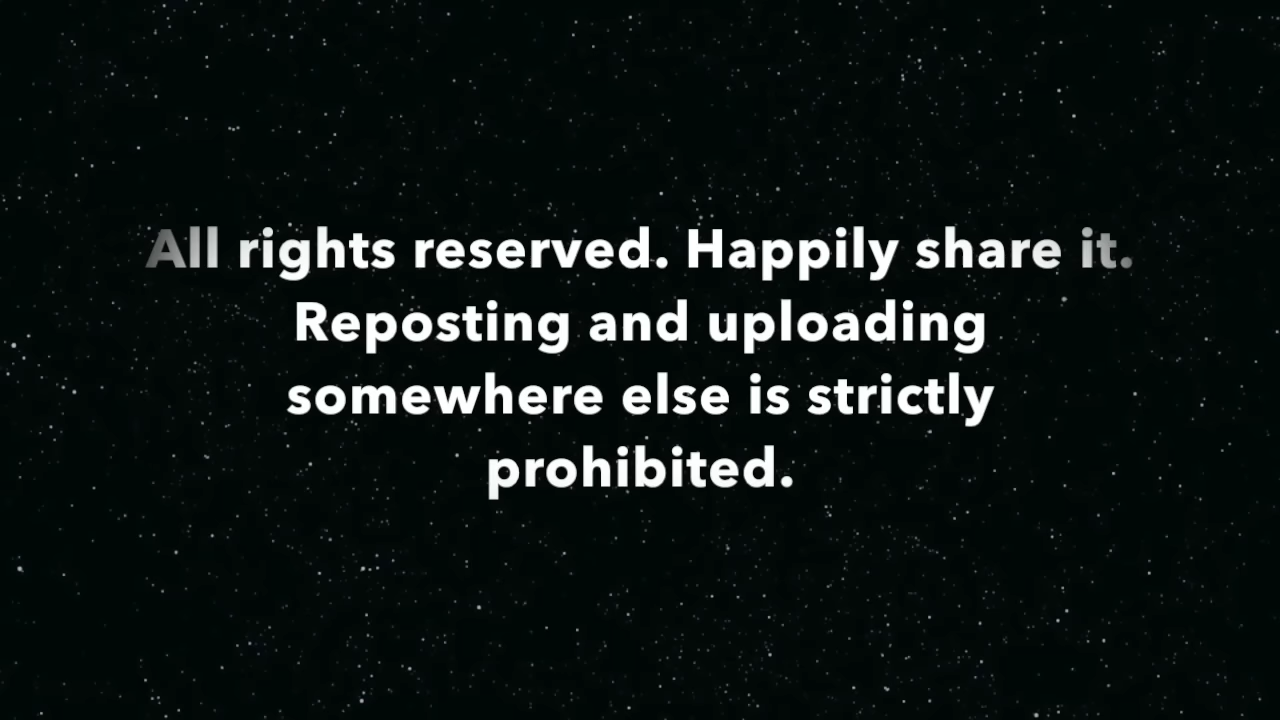 All rights reserved. Happily share it.
Reposting and uploading
somewhere else is strictly
prohibited.